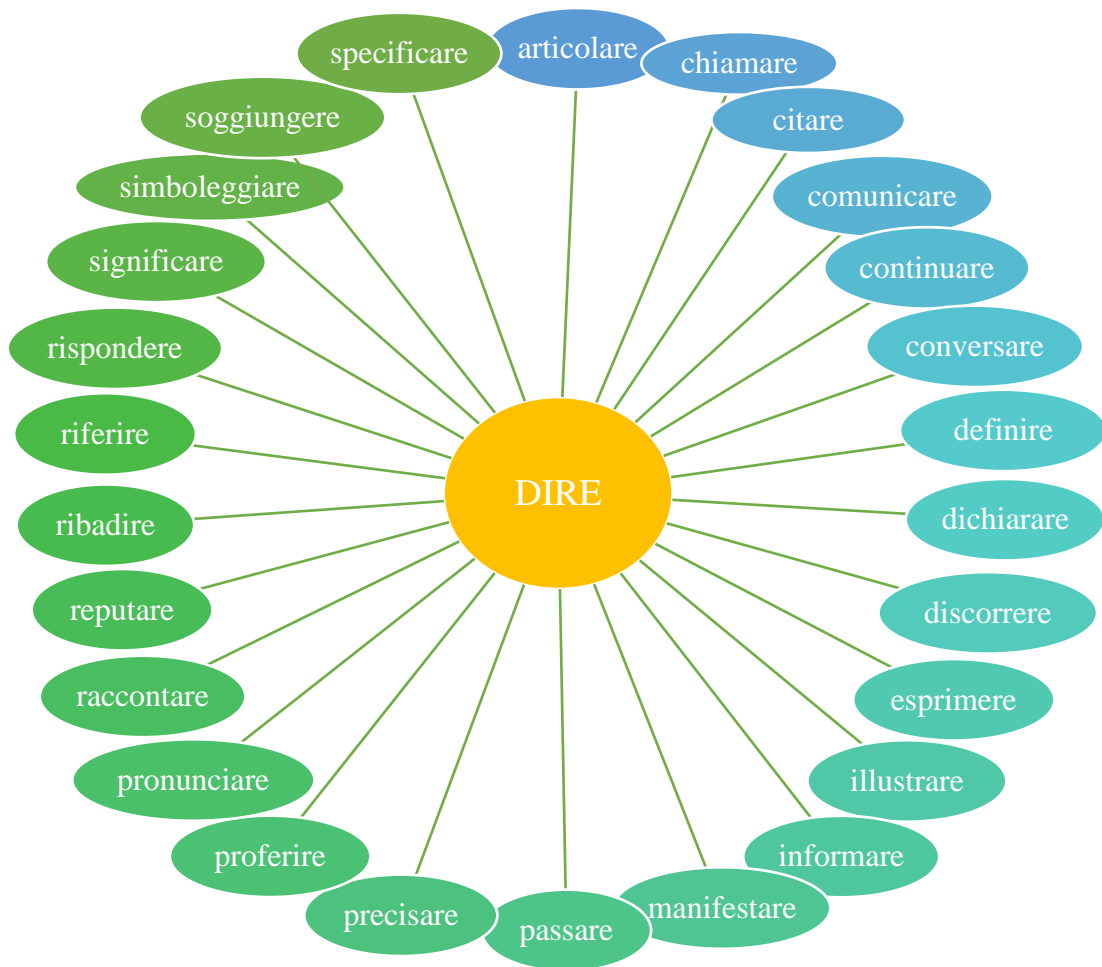 articolare
chiamare
citare
comunicare
continuare
conversare
definire
dichiarare
discorrere
esprimere
illustrare
informare
manifestare
passare
precisare
proferire
pronunciare
raccontare
reputare
ribadire
riferire
rispondere
significare
simboleggiare
soggiungere
specificare
DIRE